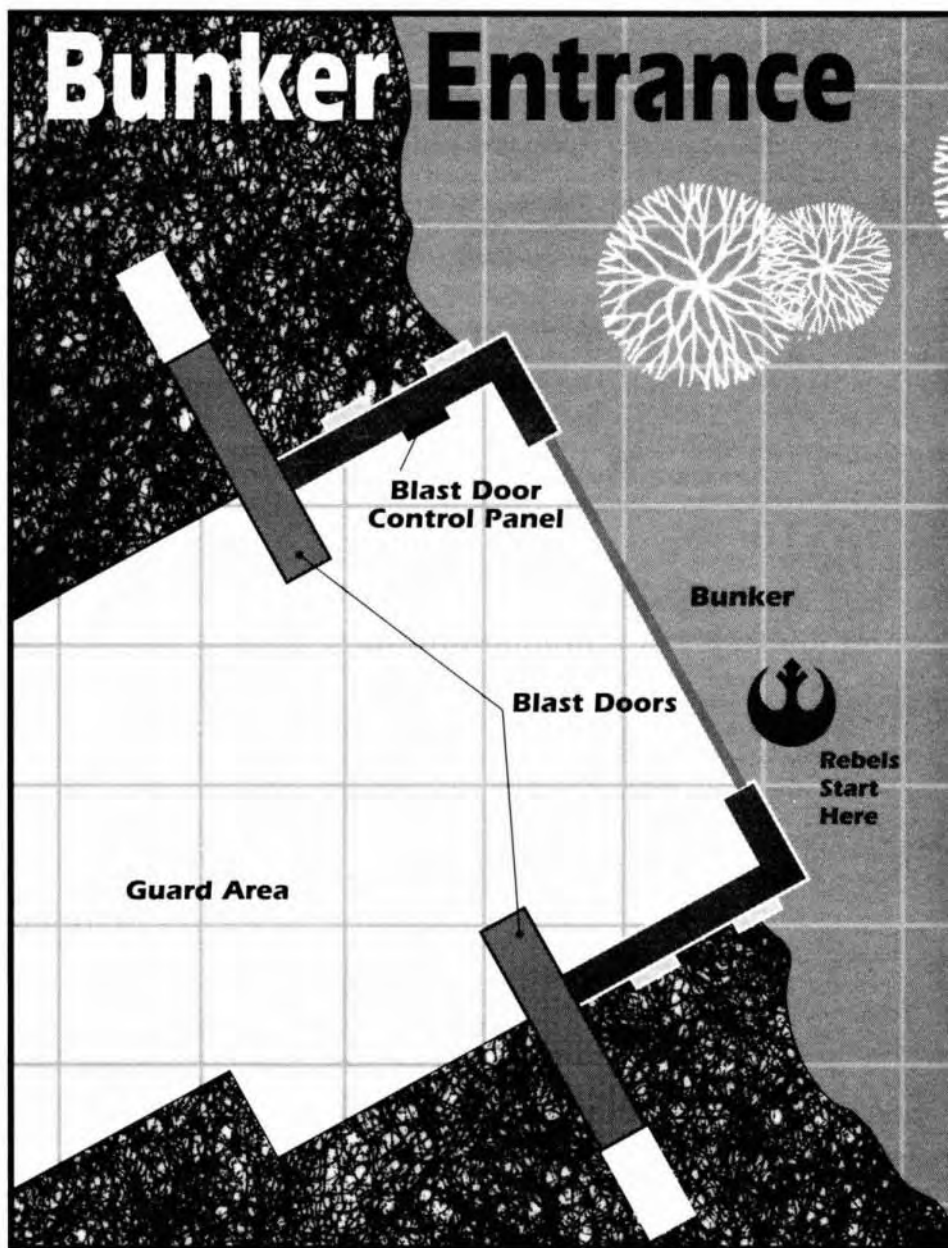 Bunker Entrance
Blast Door
Control Panel
Bunker
Blast Doors
Rebels
Start
Here
Guard Area